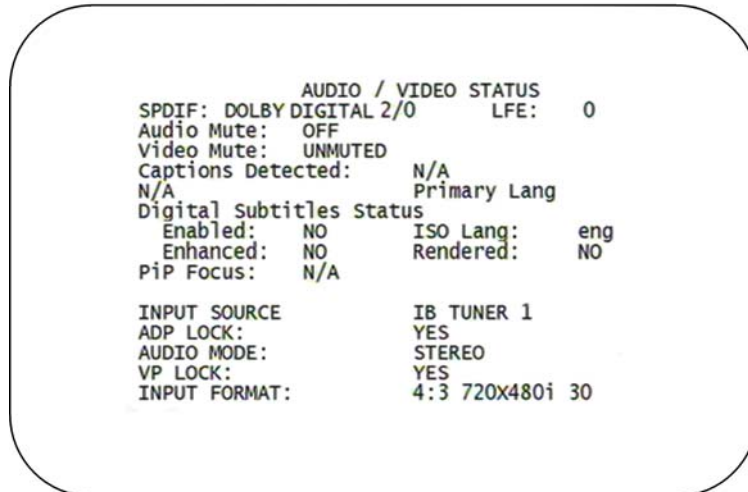 AUDIO / VIDEO STATUS
SPDIF: DOLBY DIGITAL 2/0 LFE: 0
Audio Mute: OFF
Video Mute: UNMUTED
Captions Detected: N/A
N/A Primary Lang
Digital Subtitles Status
Enabled: NO ISO Lang: eng
Enhanced: NO Rendered: NO
PiP Focus: N/A
INPUT SOURCE IB TUNER 1
ADP LOCK: YES
AUDIO MODE: STEREO
VP LOCK: YES
INPUT FORMAT: 4:3 720X480i 30